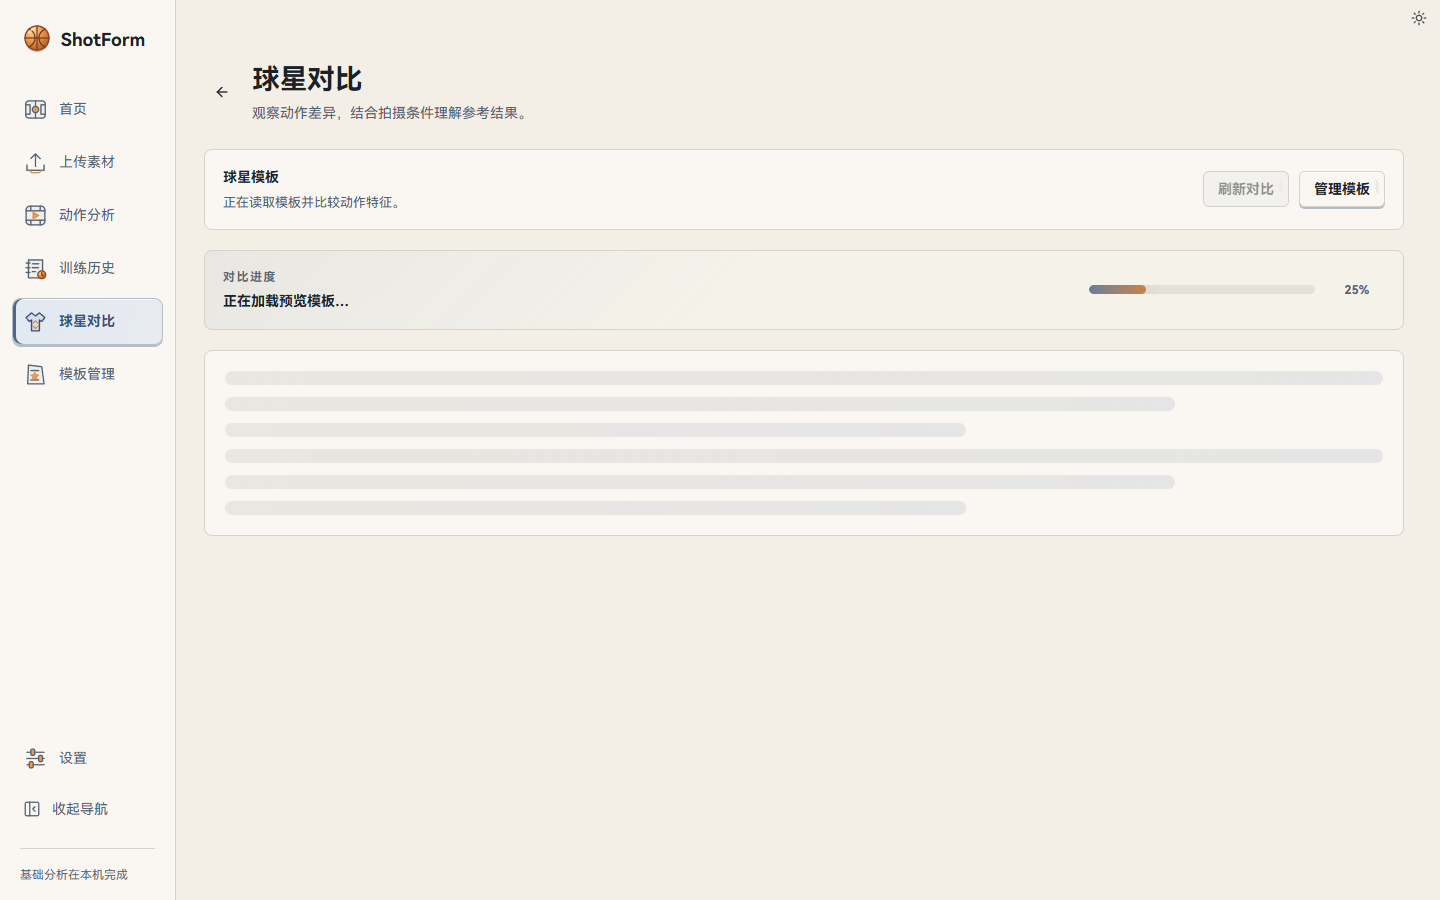 ShotForm
首页
上传素材
动作分析
训练历史
球星对比
模板管理
设置
收起导航
基础分析在本机完成
球星对比
观察动作差异，结合拍摄条件理解参考结果。
球星模板
正在读取模板并比较动作特征。
刷新对比
管理模板
对比进度
正在加载预览模板...
25%